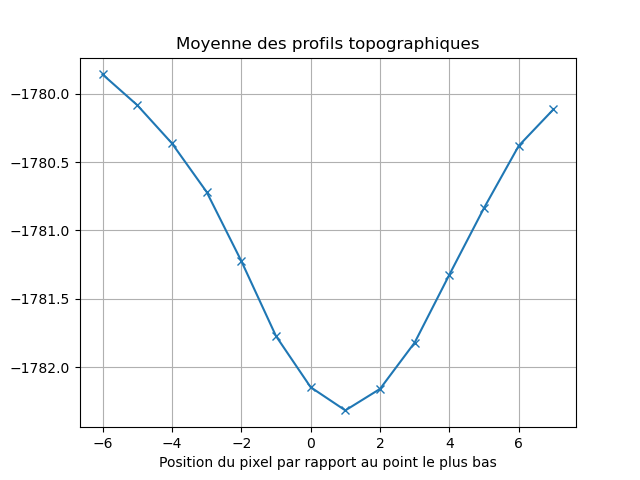 Moyenne des profils topographiques
−1780.0
−1780.5
−1781.0
−1781.5
−1782.0
−6 −4 −2 0 2 4 6
Position du pixel par rapport au point le plus bas